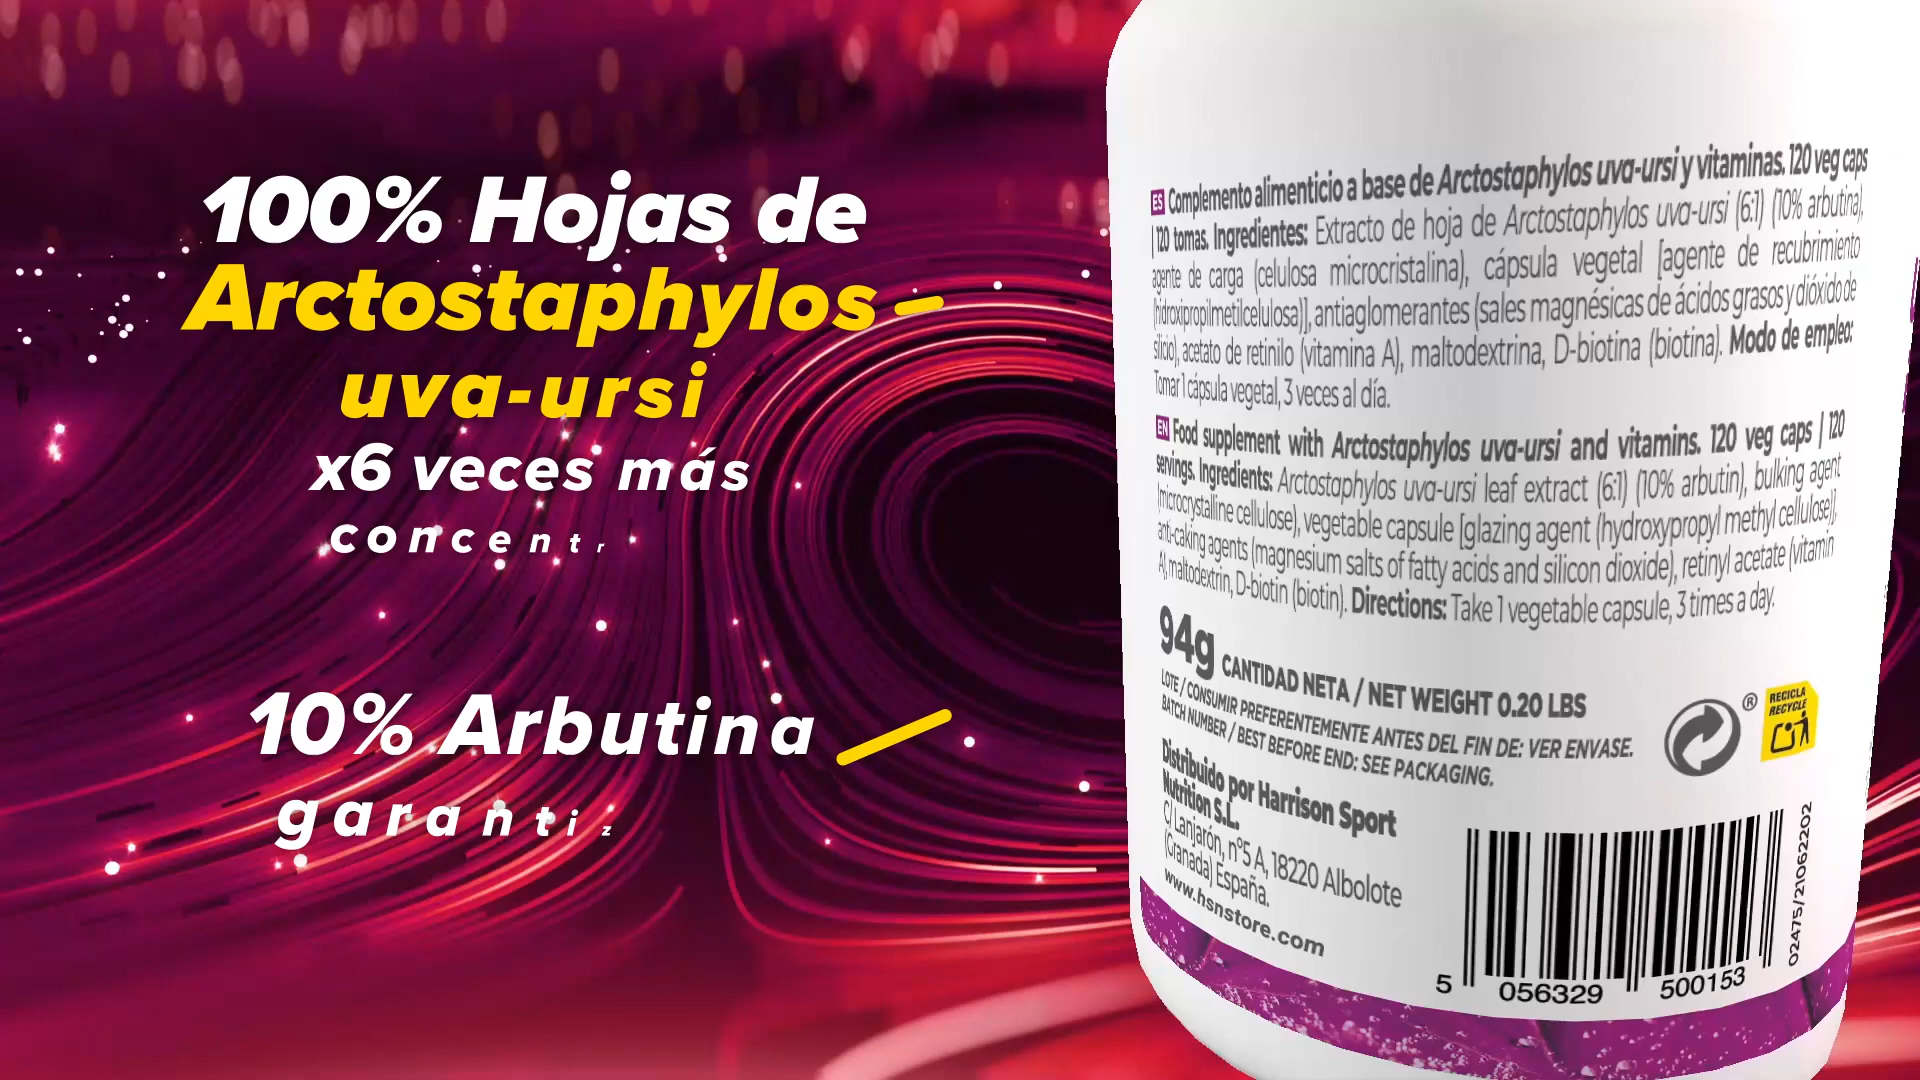 100% Hojas de
Arctostaphylos
uva-ursi
x6 veces más
concentr
10% Arbutina
garantiz
ES Complemento alimenticio a base de Arctostaphylos uva-ursi y vitaminas. 120 veg caps
| 120 tomas. Ingredientes: Extracto de hoja de Arctostaphylos uva-ursi (6:1) (10% arbutina),
agente de carga (celulosa microcristalina), cápsula vegetal [agente de recubrimiento
(hidroxipropilmetilcelulosa)], antiaglomerantes (sales magnésicas de ácidos grasos y dióxido de
silicio), acetato de retinilo (vitamina A), maltodextrina, D-biotina (biotina). Modo de empleo:
Tomar 1 cápsula vegetal, 3 veces al día.
EN Food supplement with Arctostaphylos uva-ursi and vitamins. 120 veg caps | 120
servings. Ingredients: Arctostaphylos uva-ursi leaf extract (6:1) (10% arbutin), bulking agent
(microcrystalline cellulose), vegetable capsule [glazing agent (hydroxypropyl methyl cellulose)],
anti-caking agents (magnesium salts of fatty acids and silicon dioxide), retinyl acetate (vitamin
A), maltodextrin, D-biotin (biotin). Directions: Take 1 vegetable capsule, 3 times a day.
94g CANTIDAD NETA / NET WEIGHT 0.20 LBS
LOTE / CONSUMIR PREFERENTEMENTE ANTES DEL FIN DE: VER ENVASE.
BATCH NUMBER / BEST BEFORE END: SEE PACKAGING.
®
RECICLA
RECYCLE
Distribuido por Harrison Sport
Nutrition S.L.
C/ Lanjarón, nº5 A, 18220 Albolote
(Granada) España.
www.hsnstore.com
02475/21062202
5 056329 500153